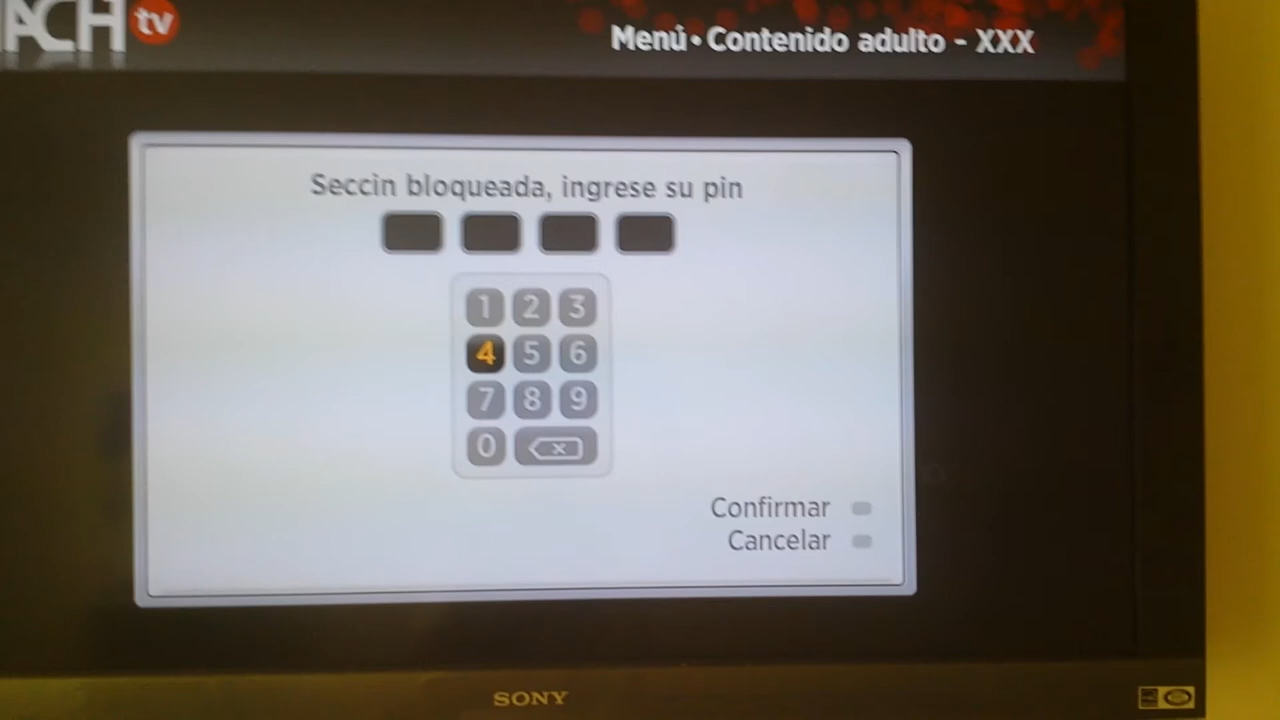 ACH tv
Menú • Contenido adulto - XXX
Seccin bloqueada, ingrese su pin
1 2 3
4 5 6
7 8 9
0
Confirmar
Cancelar
SONY